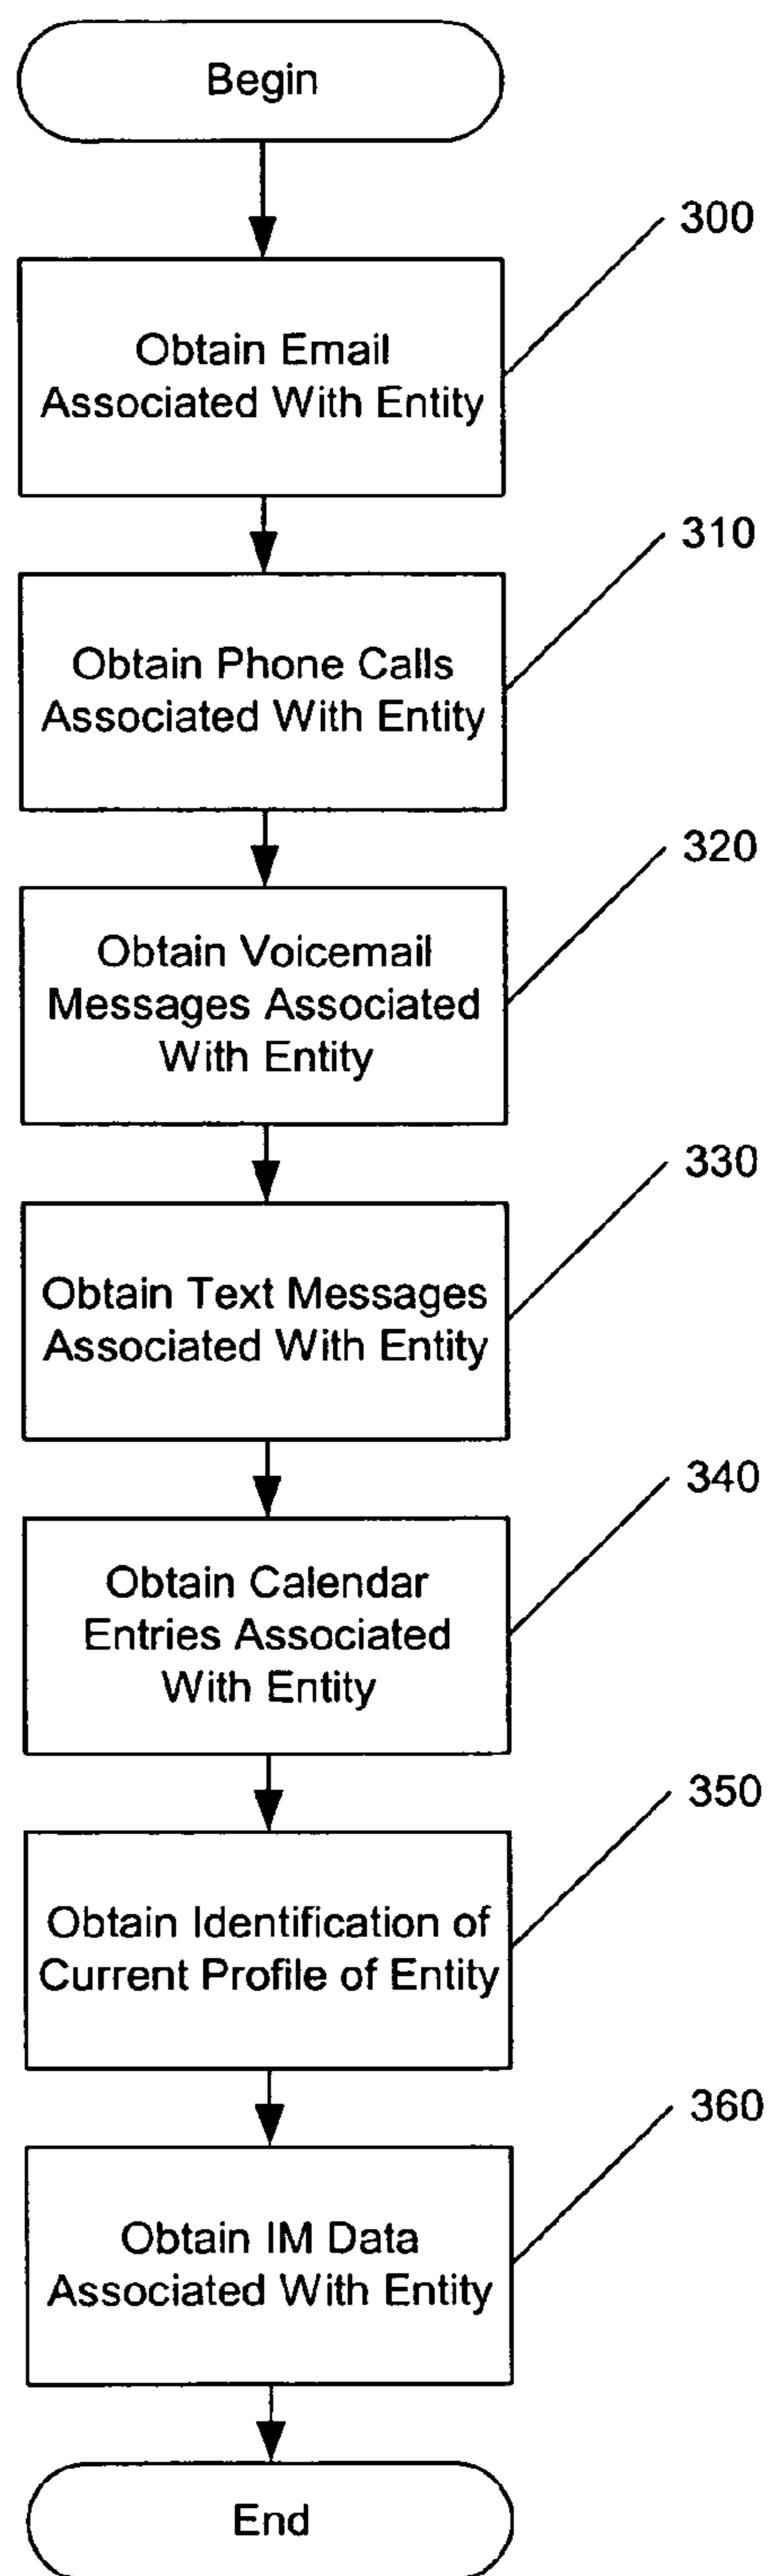 Begin
300
Obtain Email
Associated With Entity
310
Obtain Phone Calls
Associated With Entity
320
Obtain Voicemail
Messages Associated
With Entity
330
Obtain Text Messages
Associated With Entity
340
Obtain Calendar
Entries Associated
With Entity
350
Obtain Identification of
Current Profile of Entity
360
Obtain IM Data
Associated With Entity
End